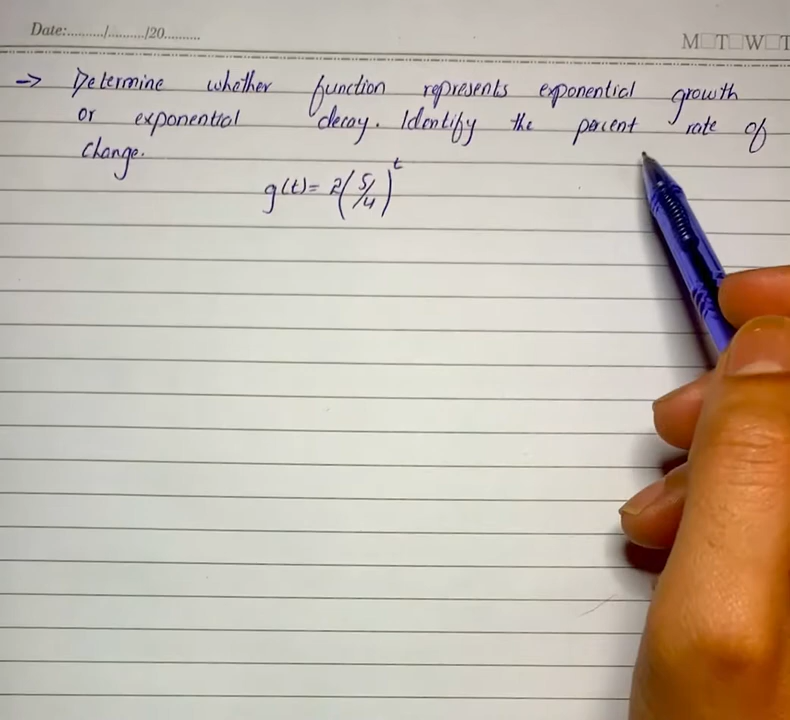 Date:........../........../20..........
M□T□W□T
→ Determine whether function represents exponential growth
or exponential decay. Identify the percent rate of
change.
g(t)= 2(5/4)^t